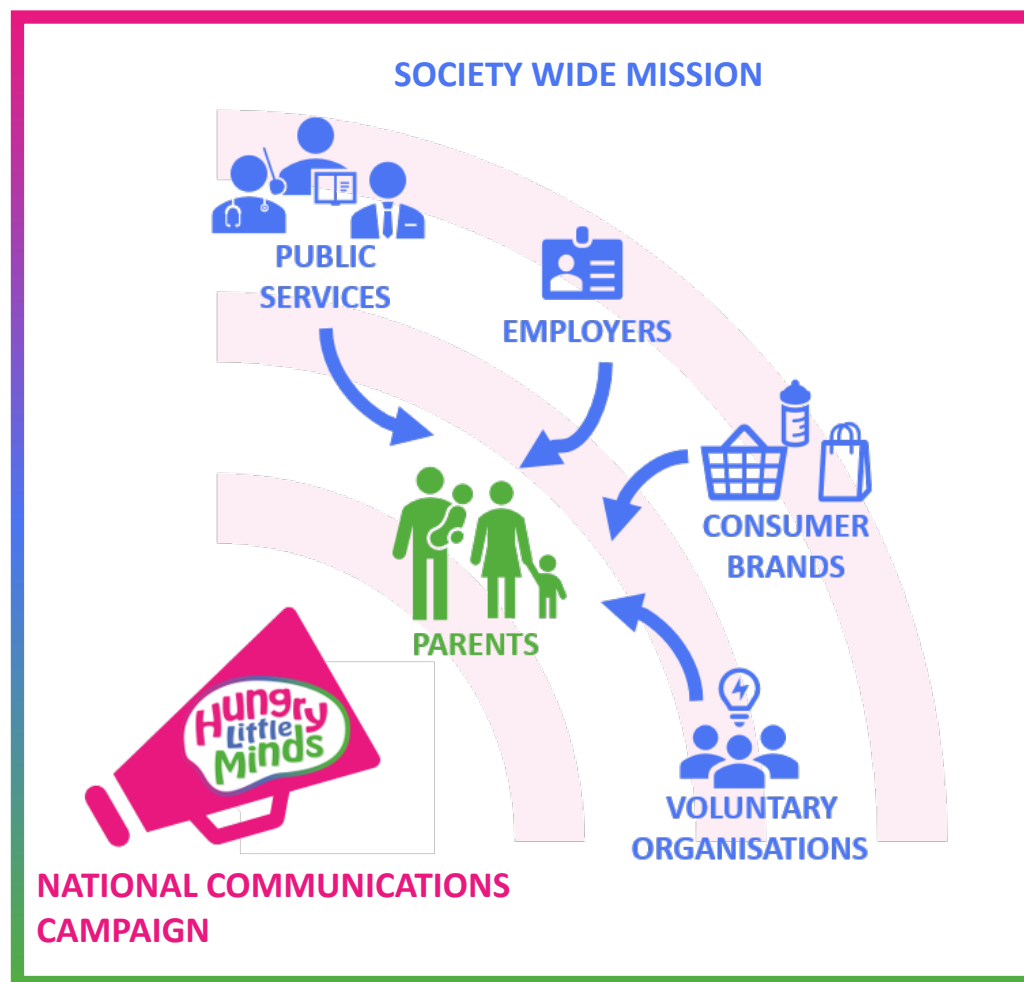 SOCIETY WIDE MISSION
PUBLIC
SERVICES
EMPLOYERS
CONSUMER
BRANDS
PARENTS
Hungry
Little
Minds
VOLUNTARY
ORGANISATIONS
NATIONAL COMMUNICATIONS
CAMPAIGN